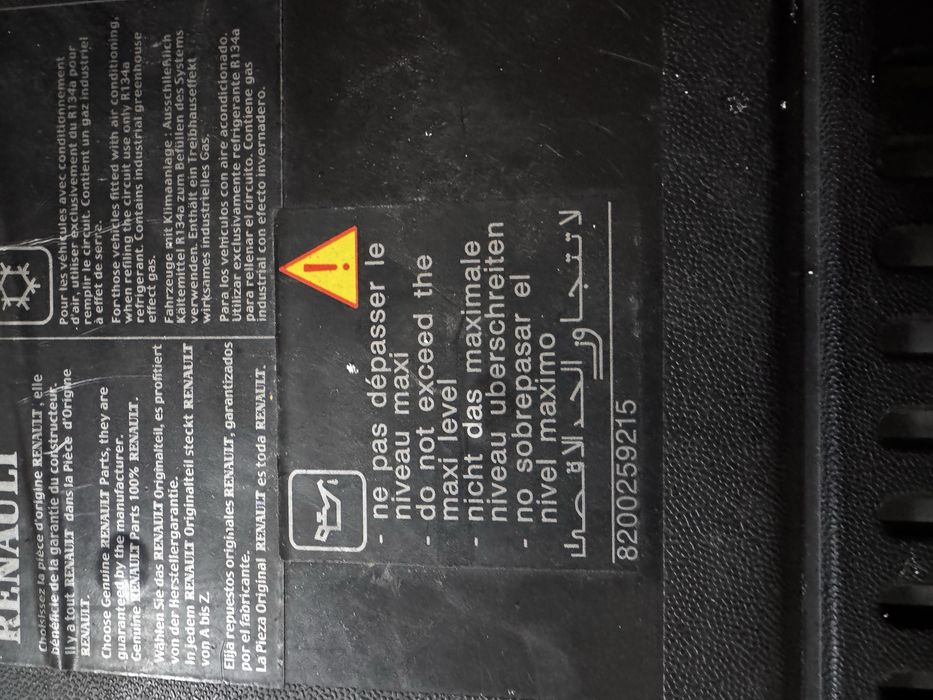 RENAULT
Choisissez la pièce d'origine RENAULT, elle
bénéficie de la garantie du constructeur.
Il y a tout RENAULT dans la Pièce d'Origine
RENAULT.
Choose Genuine RENAULT Parts, they are
guaranteed by the manufacturer.
Genuine RENAULT Parts 100% RENAULT.
Wählen Sie das RENAULT Originalteil, es profitiert
von der Herstellergarantie.
In jedem RENAULT Originalteil steckt RENAULT
von A bis Z.
Elija repuestos originales RENAULT, garantizados
por el fabricante.
La Pieza Original RENAULT es toda RENAULT.
Pour les véhicules avec conditionnement
d'air, utiliser exclusivement du R134a pour
remplir le circuit. Contient un gaz industriel
à effet de serre.
For those vehicles fitted with air conditioning,
when refilling the circuit use only R134a
refrigerant. Contains industrial greenhouse
effect gas.
Fahrzeuge mit Klimaanlage : Ausschließlich
Kältemittel R134a zum Befüllen des Systems
verwenden. Enthält ein Treibhauseffekt
wirksames industrielles Gas.
Para los vehículos con aire acondicionado.
Utilizar exclusivamente refrigerante R134a
para rellenar el circuito. Contiene gas
industrial con efecto invernadero.
- ne pas dépasser le
niveau maxi
- do not exceed the
maxi level
- nicht das maximale
niveau uberschreiten
- no sobrepasar el
nivel maximo
لا تتجاوز الحد الاقصى
8200259215